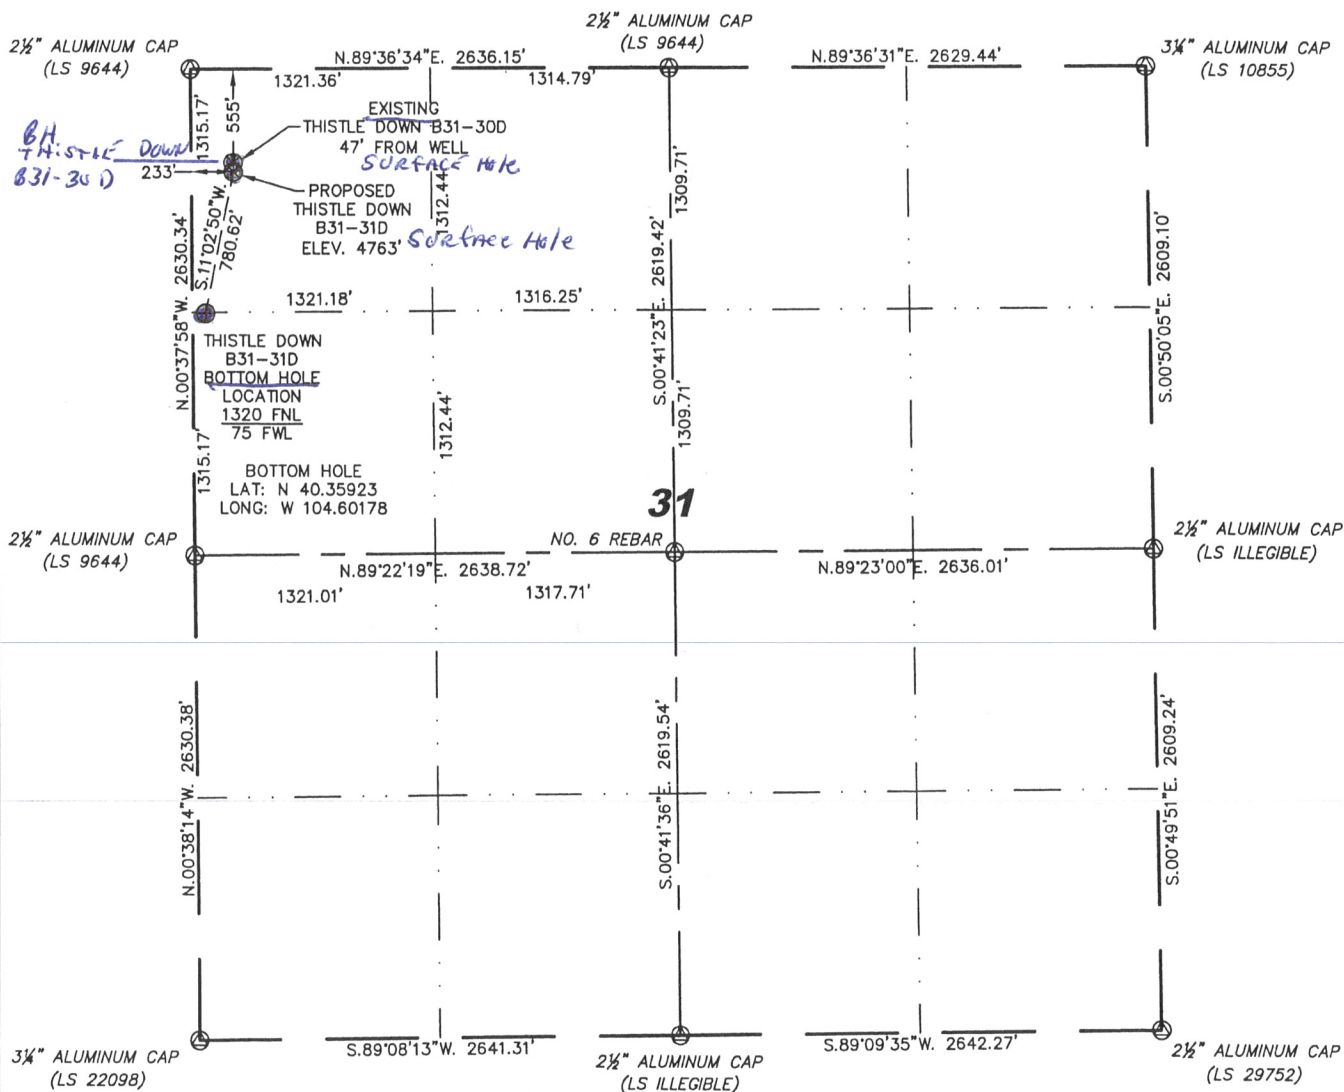 2½" ALUMINUM CAP
(LS 9644)
2½" ALUMINUM CAP
(LS 9644)
3¼" ALUMINUM CAP
(LS 10855)
N.89°36'34"E. 2636.15'
1321.36'
1314.79'
N.89°36'31"E. 2629.44'
1315.17'
555'
EXISTING
THISTLE DOWN B31-30D
47' FROM WELL
SURFACE Hole
BH
THISTLE DOWN
B31-30D
233'
PROPOSED
THISTLE DOWN
B31-31D
ELEV. 4763'
Surface Hole
S.11°02'50"W.
780.62'
N.00°37'58"W. 2630.34'
1312.44'
1309.71'
S.00°41'23"E. 2619.42'
S.00°50'05"E. 2609.10'
1321.18'
1316.25'
THISTLE DOWN
B31-31D
BOTTOM HOLE
LOCATION
1320 FNL
75 FWL
1315.17'
1312.44'
1309.71'
BOTTOM HOLE
LAT: N 40.35923
LONG: W 104.60178
31
2½" ALUMINUM CAP
(LS 9644)
NO. 6 REBAR
2½" ALUMINUM CAP
(LS ILLEGIBLE)
N.89°22'19"E. 2638.72'
1321.01'
1317.71'
N.89°23'00"E. 2636.01'
N.00°38'14"W. 2630.38'
S.00°41'36"E. 2619.54'
S.00°49'51"E. 2609.24'
3¼" ALUMINUM CAP
(LS 22098)
S.89°08'13"W. 2641.31'
2½" ALUMINUM CAP
(LS ILLEGIBLE)
S.89°09'35"W. 2642.27'
2½" ALUMINUM CAP
(LS 29752)